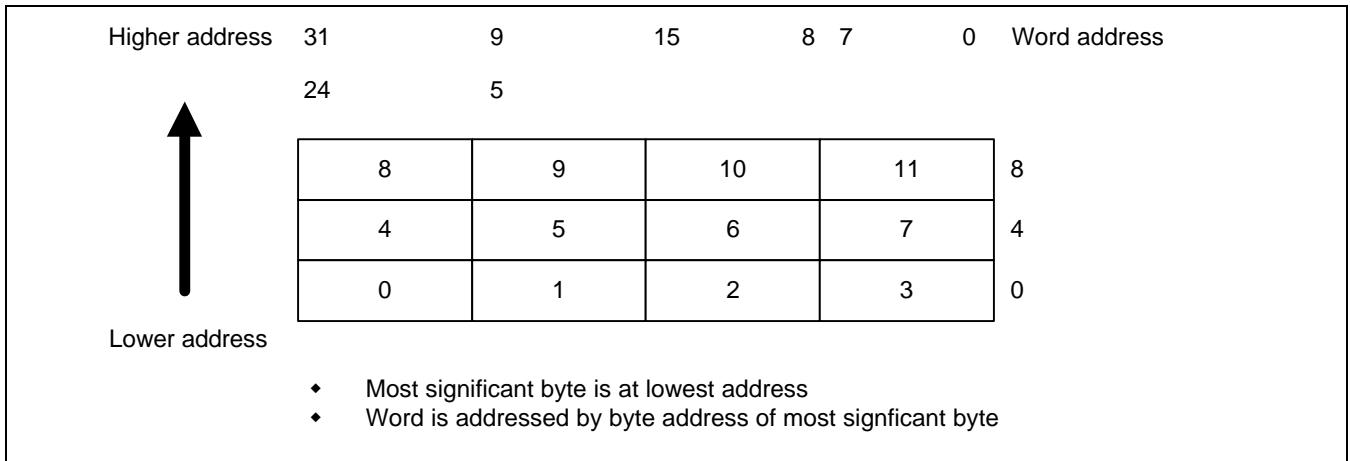 Higher address 31 9 15 8 7 0 Word address
24 5
8 9 10 11 8
4 5 6 7 4
0 1 2 3 0
Lower address
◆ Most significant byte is at lowest address
◆ Word is addressed by byte address of most signficant byte